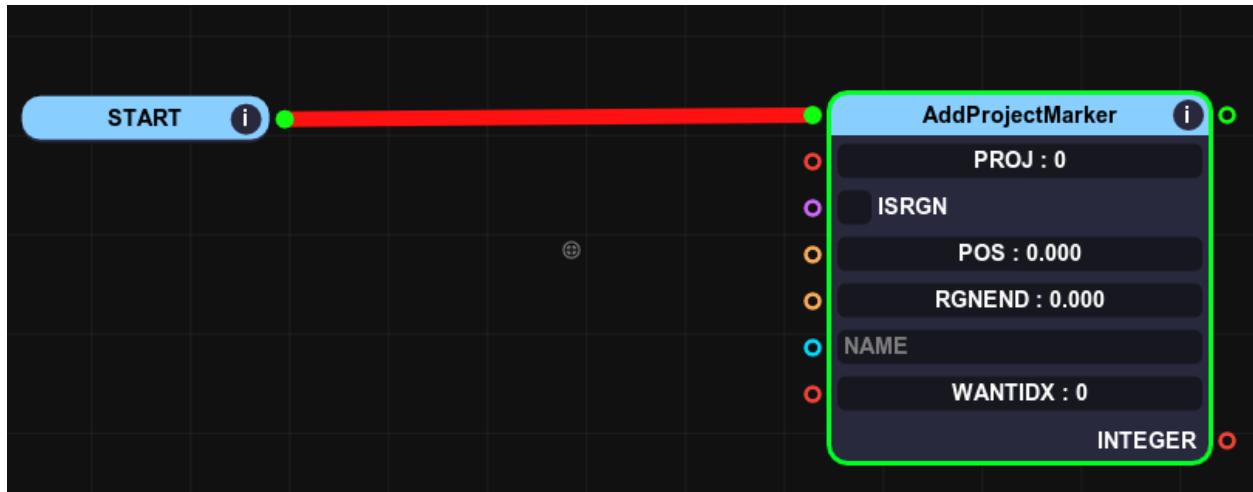 START i
AddProjectMarker i
PROJ : 0
ISRGN
POS : 0.000
RGNEND : 0.000
NAME
WANTIDX : 0
INTEGER